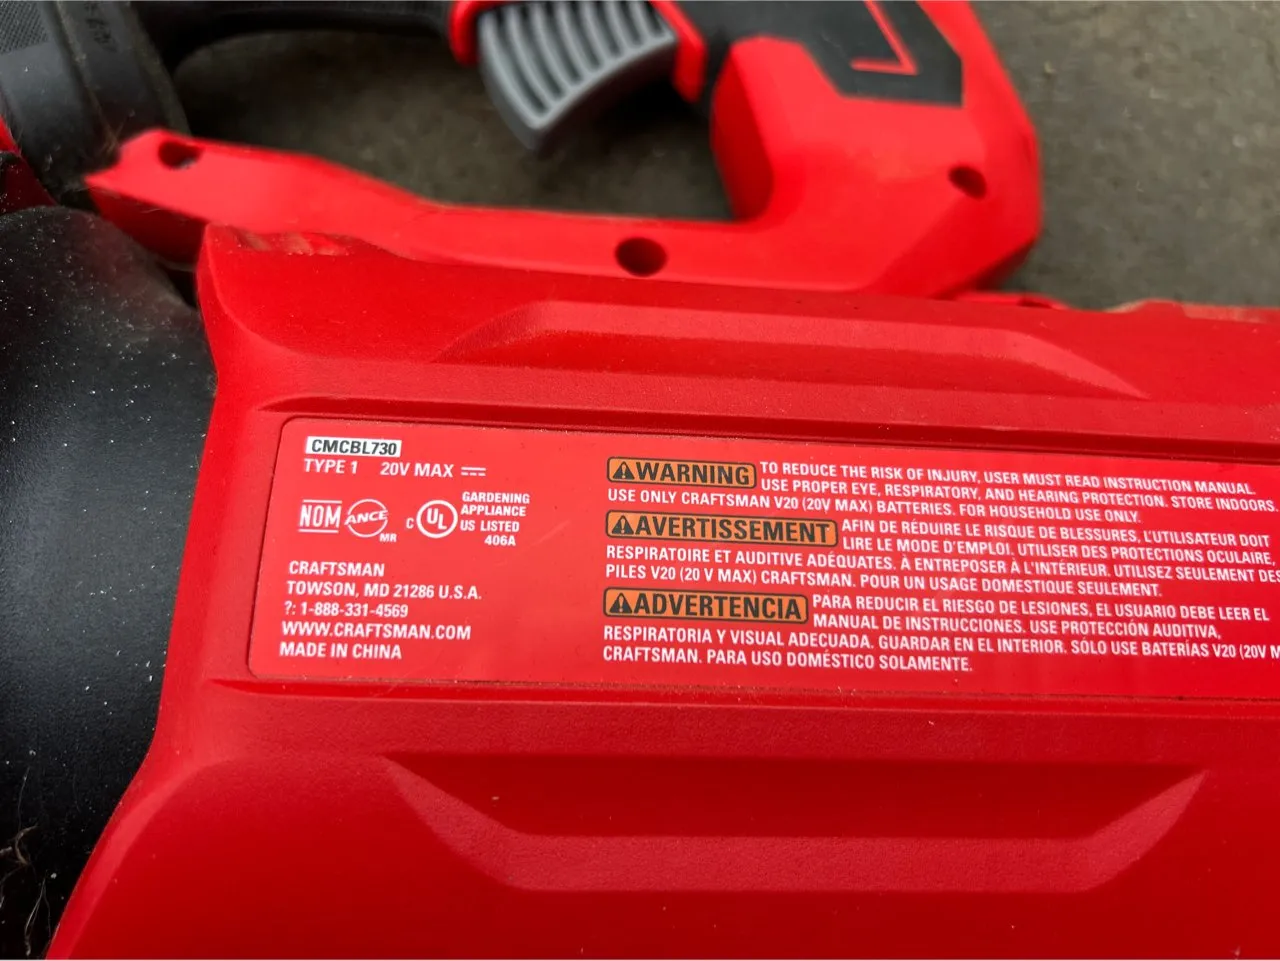 CMCBL730
TYPE 1 20V MAX
NOM ANCE MR
C UL
GARDENING
APPLIANCE
US LISTED
406A
CRAFTSMAN
TOWSON, MD 21286 U.S.A.
?: 1-888-331-4569
WWW.CRAFTSMAN.COM
MADE IN CHINA
WARNING TO REDUCE THE RISK OF INJURY, USER MUST READ INSTRUCTION MANUAL.
USE PROPER EYE, RESPIRATORY, AND HEARING PROTECTION. STORE INDOORS.
USE ONLY CRAFTSMAN V20 (20V MAX) BATTERIES. FOR HOUSEHOLD USE ONLY.
AVERTISSEMENT AFIN DE RÉDUIRE LE RISQUE DE BLESSURES, L'UTILISATEUR DOIT
LIRE LE MODE D'EMPLOI. UTILISER DES PROTECTIONS OCULAIRE,
RESPIRATOIRE ET AUDITIVE ADÉQUATES. À ENTREPOSER À L'INTÉRIEUR. UTILISEZ SEULEMENT DES
PILES V20 (20 V MAX) CRAFTSMAN. POUR UN USAGE DOMESTIQUE SEULEMENT.
ADVERTENCIA PARA REDUCIR EL RIESGO DE LESIONES, EL USUARIO DEBE LEER EL
MANUAL DE INSTRUCCIONES. USE PROTECCIÓN AUDITIVA,
RESPIRATORIA Y VISUAL ADECUADA. GUARDAR EN EL INTERIOR. SÓLO USE BATERÍAS V20 (20V M
CRAFTSMAN. PARA USO DOMÉSTICO SOLAMENTE.